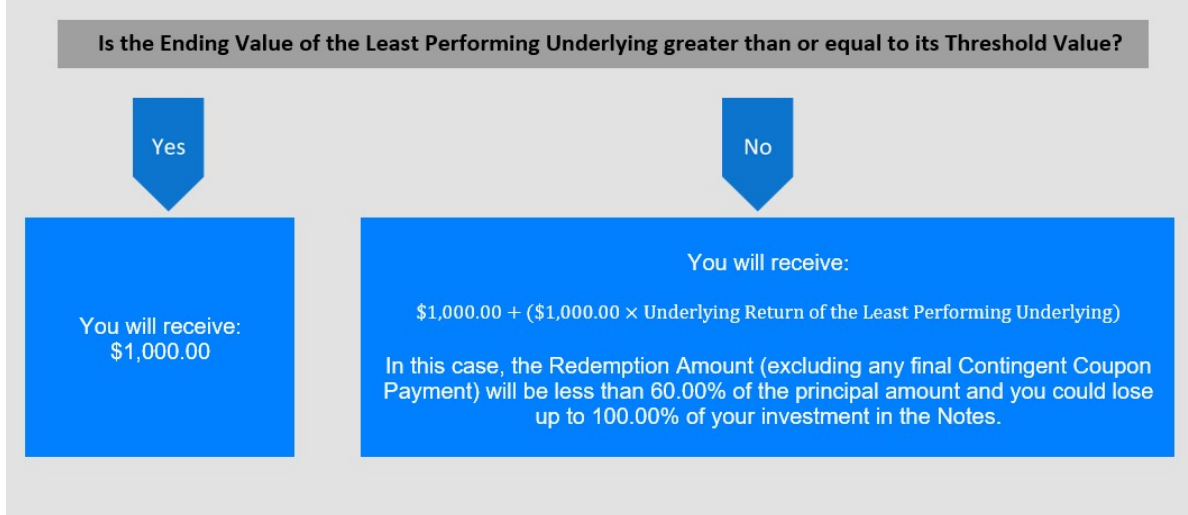 Is the Ending Value of the Least Performing Underlying greater than or equal to its Threshold Value?
Yes
No
You will receive:
$1,000.00
You will receive:
$1,000.00 + ($1,000.00 × Underlying Return of the Least Performing Underlying)
In this case, the Redemption Amount (excluding any final Contingent Coupon
Payment) will be less than 60.00% of the principal amount and you could lose
up to 100.00% of your investment in the Notes.